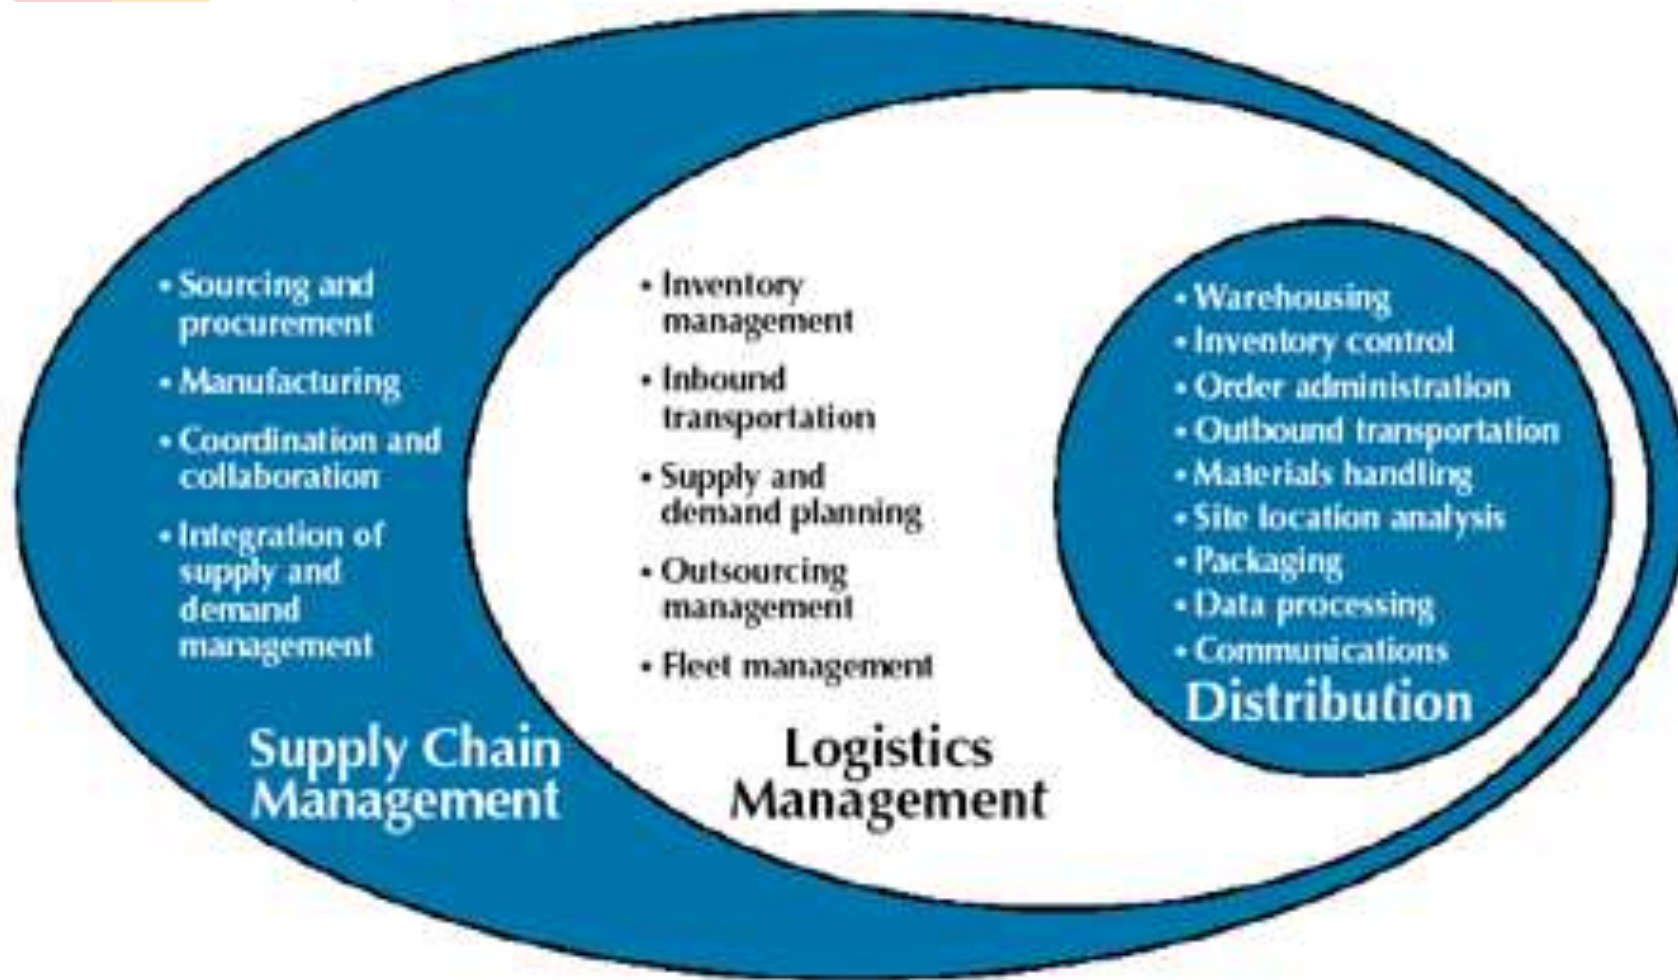 • Sourcing and
procurement
• Manufacturing
• Coordination and
collaboration
• Integration of
supply and
demand
management
Supply Chain
Management
• Inventory
management
• Inbound
transportation
• Supply and
demand planning
• Outsourcing
management
• Fleet management
Logistics
Management
• Warehousing
• Inventory control
• Order administration
• Outbound transportation
• Materials handling
• Site location analysis
• Packaging
• Data processing
• Communications
Distribution